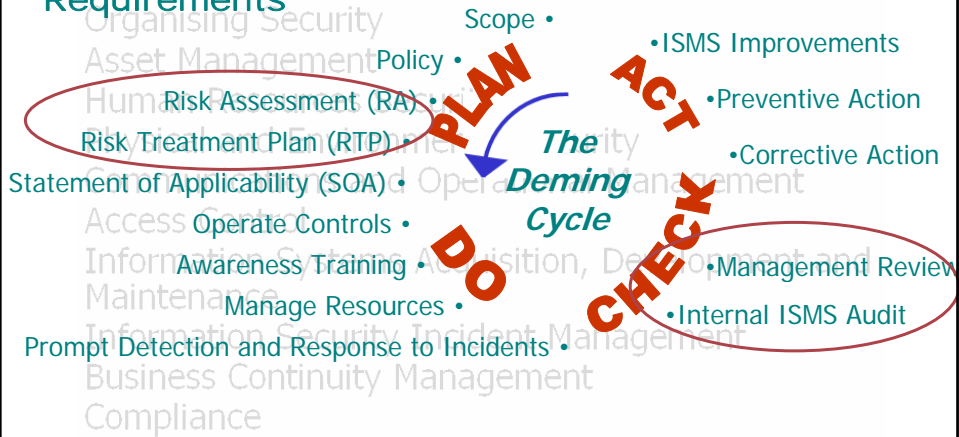 Requirements
Organising Security
Scope •
•ISMS Improvements
Asset Management
Policy •
PLAN
ACT
Human Resources Security
Risk Assessment (RA) •
•Preventive Action
Risk Treatment Plan (RTP) •
The
Deming
Cycle
•Corrective Action
Statement of Applicability (SOA) •
Access Control
Operate Controls •
DO
CHECK
Awareness Training •
•Management Review
Maintenance
Manage Resources •
•Internal ISMS Audit
Information Security Incident Management
Prompt Detection and Response to Incidents •
Business Continuity Management
Compliance